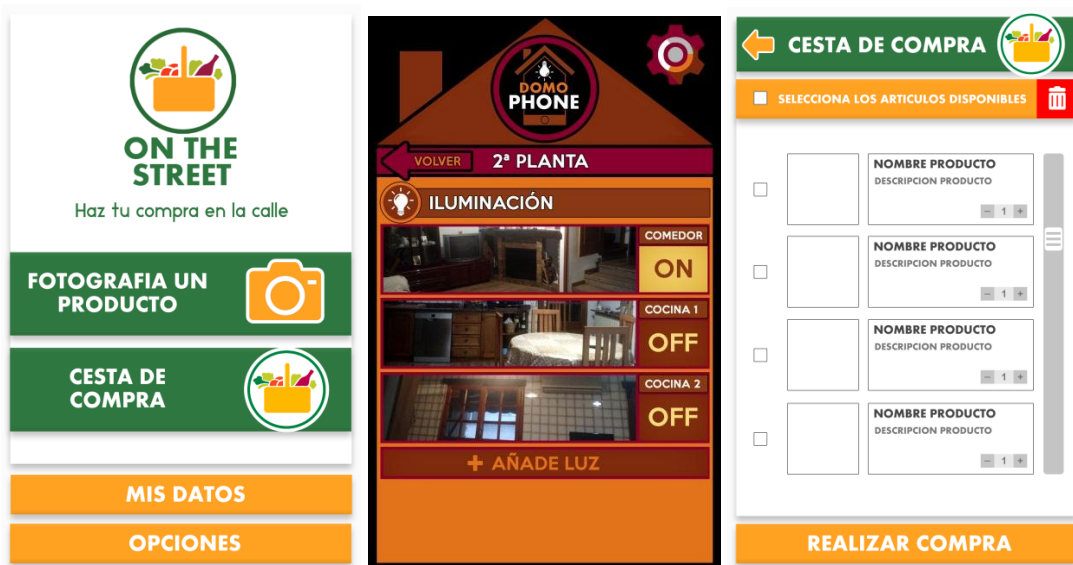 ON THE
STREET
Haz tu compra en la calle
FOTOGRAFIA UN
PRODUCTO
CESTA DE
COMPRA
MIS DATOS
OPCIONES
DOMO
PHONE
VOLVER
2ª PLANTA
ILUMINACIÓN
COMEDOR
ON
COCINA 1
OFF
COCINA 2
OFF
+ AÑADE LUZ
CESTA DE COMPRA
SELECCIONA LOS ARTICULOS DISPONIBLES
NOMBRE PRODUCTO
DESCRIPCION PRODUCTO
- 1 +
NOMBRE PRODUCTO
DESCRIPCION PRODUCTO
- 1 +
NOMBRE PRODUCTO
DESCRIPCION PRODUCTO
- 1 +
NOMBRE PRODUCTO
DESCRIPCION PRODUCTO
- 1 +
REALIZAR COMPRA